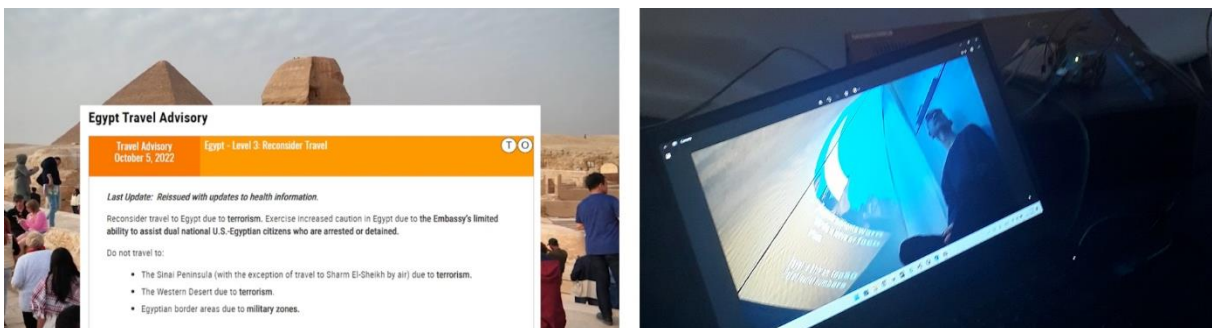 Egypt Travel Advisory
Travel Advisory
October 5, 2022
Egypt - Level 3: Reconsider Travel
T O
Last Update: Reissued with updates to health information.
Reconsider travel to Egypt due to terrorism. Exercise increased caution in Egypt due to the Embassy's limited
ability to assist dual national U.S.-Egyptian citizens who are arrested or detained.
Do not travel to:
• The Sinai Peninsula (with the exception of travel to Sharm El-Sheikh by air) due to terrorism.
• The Western Desert due to terrorism.
• Egyptian border areas due to military zones.